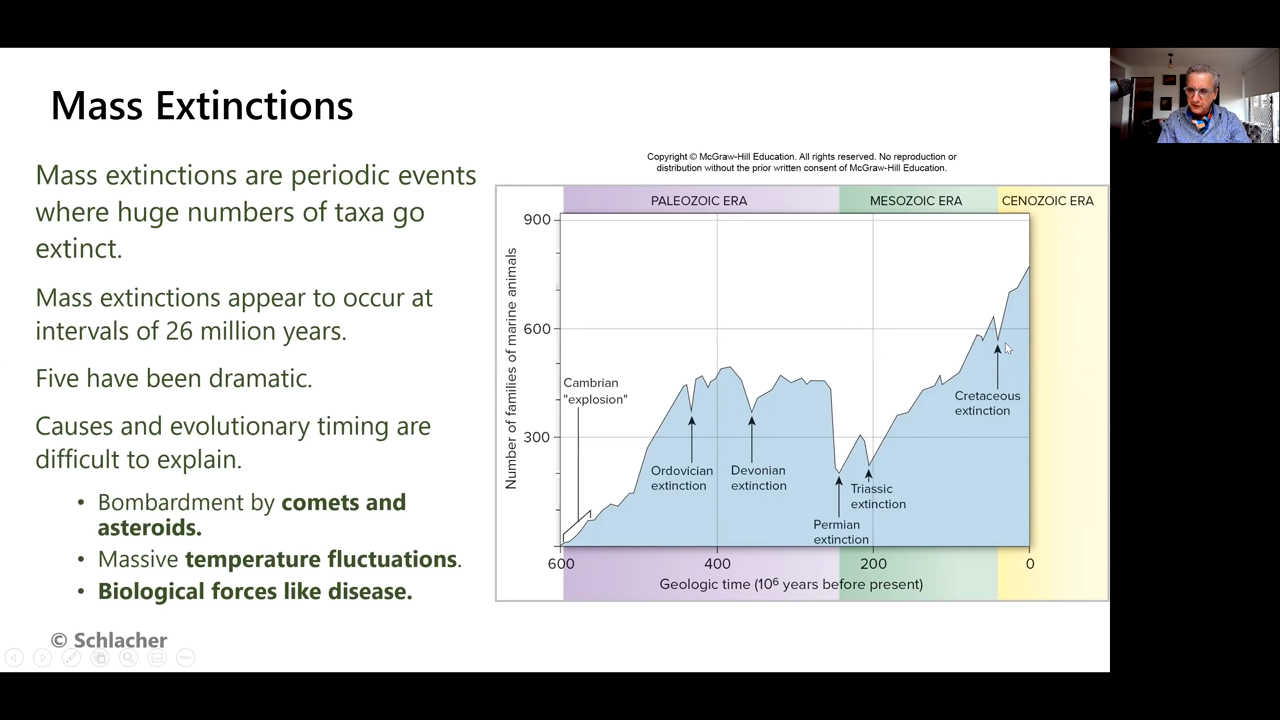 Mass Extinctions
Mass extinctions are periodic events
where huge numbers of taxa go
extinct.
Mass extinctions appear to occur at
intervals of 26 million years.
Five have been dramatic.
Causes and evolutionary timing are
difficult to explain.
• Bombardment by comets and
asteroids.
• Massive temperature fluctuations.
• Biological forces like disease.
© Schlacher
Copyright © McGraw-Hill Education. All rights reserved. No reproduction or
distribution without the prior written consent of McGraw-Hill Education.
PALEOZOIC ERA
MESOZOIC ERA
CENOZOIC ERA
Number of families of marine animals
900
600
300
Cambrian
"explosion"
Ordovician
extinction
Devonian
extinction
Permian
extinction
Triassic
extinction
Cretaceous
extinction
600
400
200
0
Geologic time (10⁶ years before present)